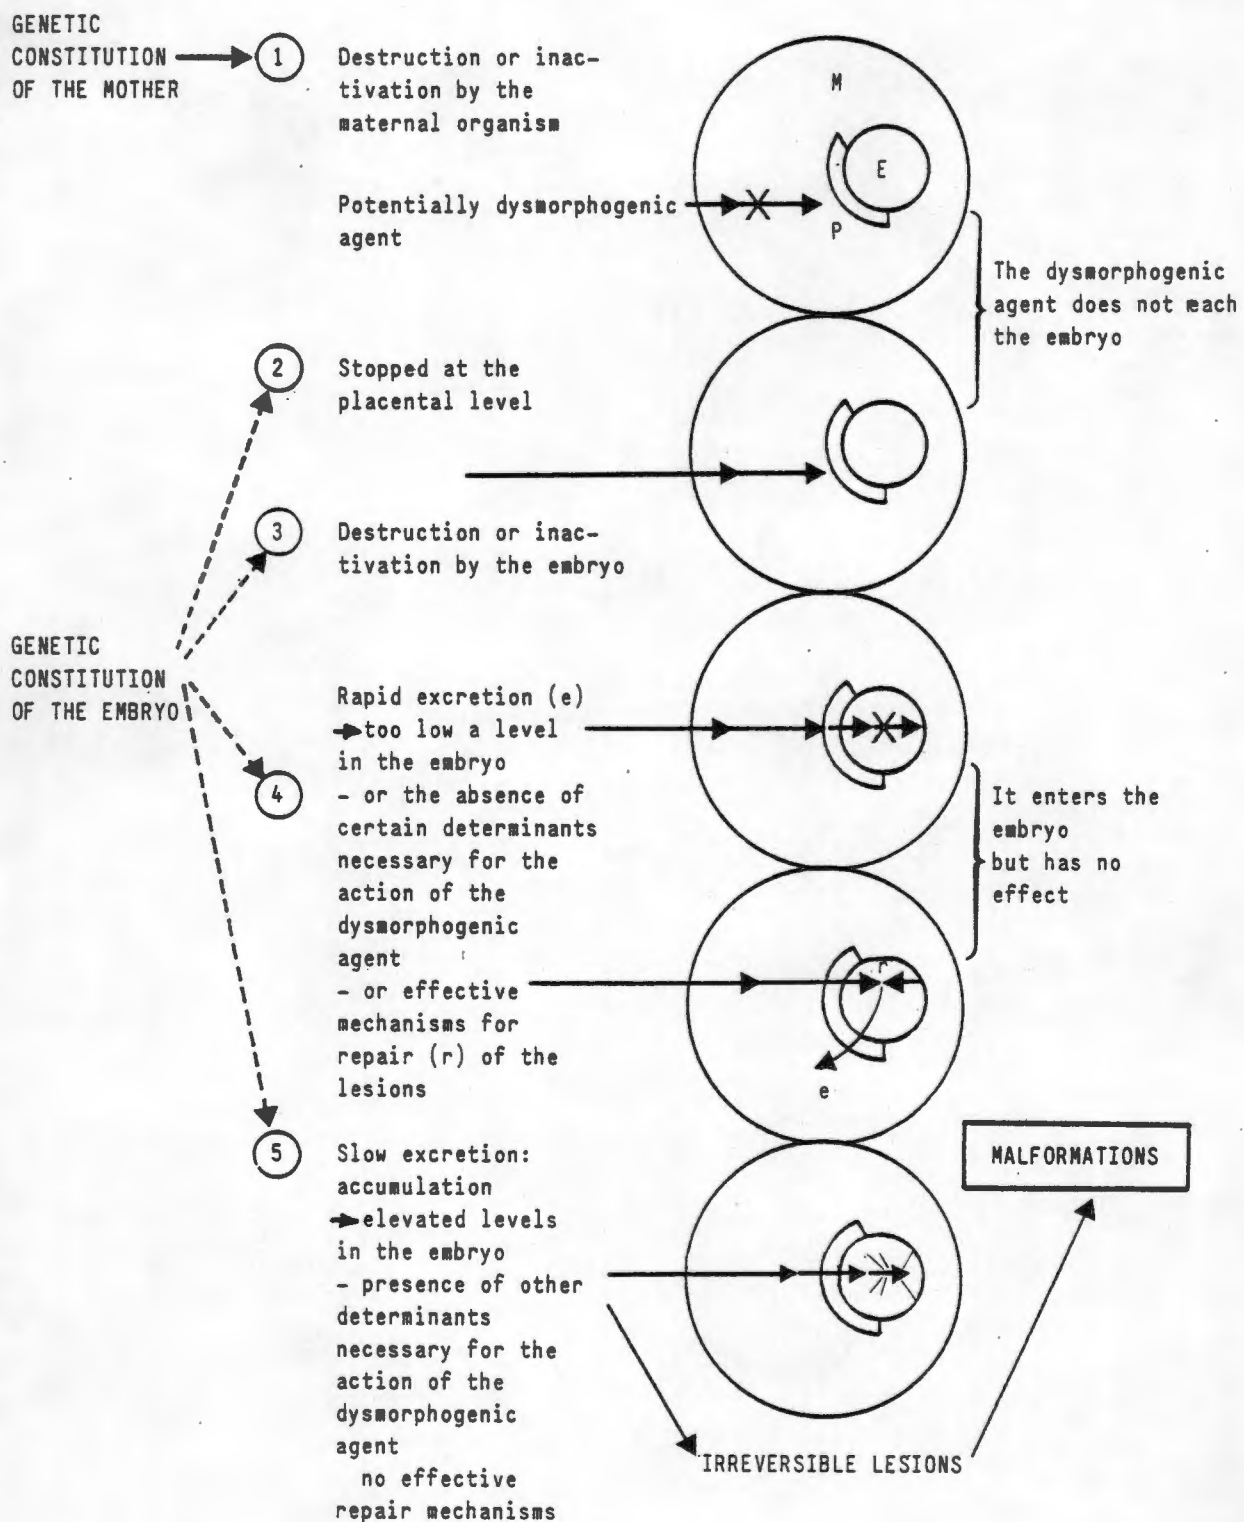 GENETIC
CONSTITUTION
OF THE MOTHER
1
Destruction or inac-
tivation by the
maternal organism
Potentially dysmorphogenic
agent
M
E
P
The dysmorphogenic
agent does not reach
the embryo
2
Stopped at the
placental level
3
Destruction or inac-
tivation by the embryo
GENETIC
CONSTITUTION
OF THE EMBRYO
4
Rapid excretion (e)
too low a level
in the embryo
- or the absence of
certain determinants
necessary for the
action of the
dysmorphogenic
agent
- or effective
mechanisms for
repair (r) of the
lesions
It enters the
embryo
but has no
effect
r
e
5
Slow excretion:
accumulation
elevated levels
in the embryo
- presence of other
determinants
necessary for the
action of the
dysmorphogenic
agent
no effective
repair mechanisms
MALFORMATIONS
IRREVERSIBLE LESIONS